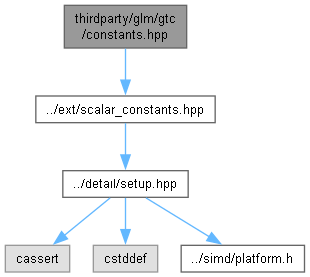 thirdparty/glm/gtc
/constants.hpp
../ext/scalar_constants.hpp
../detail/setup.hpp
cassert
cstddef
../simd/platform.h